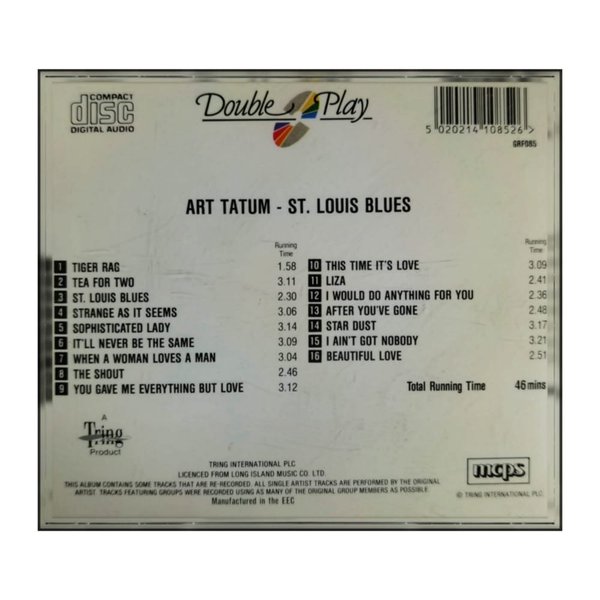 COMPACT
disc
DIGITAL AUDIO
Double Play
5 020214 108526 >
GRF085
ART TATUM - ST. LOUIS BLUES
Running
Time
1 TIGER RAG 1.58
2 TEA FOR TWO 3.11
3 ST. LOUIS BLUES 2.30
4 STRANGE AS IT SEEMS 3.06
5 SOPHISTICATED LADY 3.14
6 IT'LL NEVER BE THE SAME 3.09
7 WHEN A WOMAN LOVES A MAN 3.04
8 THE SHOUT 2.46
9 YOU GAVE ME EVERYTHING BUT LOVE 3.12
Running
Time
10 THIS TIME IT'S LOVE 3.09
11 LIZA 2.41
12 I WOULD DO ANYTHING FOR YOU 2.36
13 AFTER YOU'VE GONE 2.48
14 STAR DUST 3.17
15 I AIN'T GOT NOBODY 3.21
16 BEAUTIFUL LOVE 2.51
Total Running Time 46 mins
A
Tring
Product
TRING INTERNATIONAL PLC
LICENCED FROM LONG ISLAND MUSIC CO. LTD.
THIS ALBUM CONTAINS SOME TRACKS THAT ARE RE-RECORDED. ALL SINGLE ARTIST TRACKS ARE PERFORMED BY THE ORIGINAL
ARTIST. TRACKS FEATURING GROUPS WERE RECORDED USING AS MANY OF THE ORIGINAL GROUP MEMBERS AS POSSIBLE.
Manufactured in the EEC
mcps
© TRING INTERNATIONAL PLC.